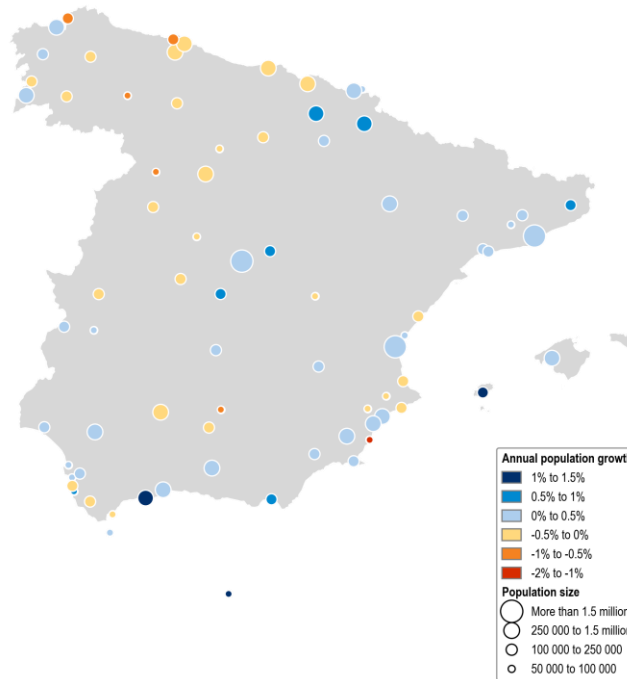 Annual population growt
1% to 1.5%
0.5% to 1%
0% to 0.5%
-0.5% to 0%
-1% to -0.5%
-2% to -1%
Population size
More than 1.5 million
250 000 to 1.5 million
100 000 to 250 000
50 000 to 100 000